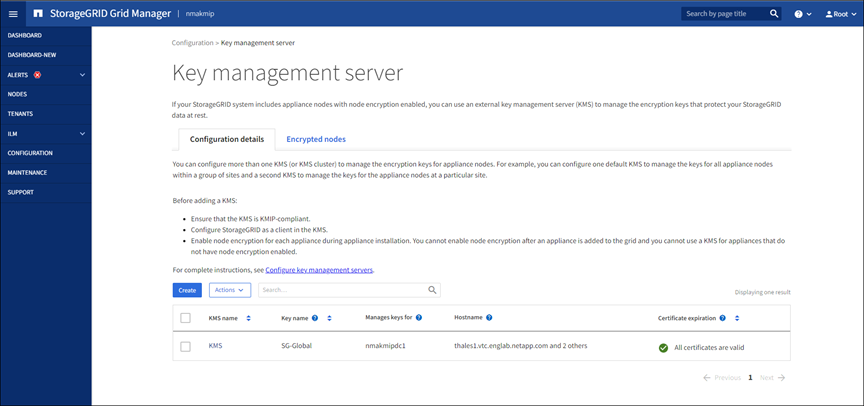 StorageGRID Grid Manager | nmakmip
Search by page title
Root
DASHBOARD
DASHBOARD-NEW
ALERTS
NODES
TENANTS
ILM
CONFIGURATION
MAINTENANCE
SUPPORT
Configuration > Key management server
Key management server
If your StorageGRID system includes appliance nodes with node encryption enabled, you can use an external key management server (KMS) to manage the encryption keys that protect your StorageGRID
data at rest.
Configuration details
Encrypted nodes
You can configure more than one KMS (or KMS cluster) to manage the encryption keys for appliance nodes. For example, you can configure one default KMS to manage the keys for all appliance nodes
within a group of sites and a second KMS to manage the keys for the appliance nodes at a particular site.
Before adding a KMS:
• Ensure that the KMS is KMIP-compliant.
• Configure StorageGRID as a client in the KMS.
• Enable node encryption for each appliance during appliance installation. You cannot enable node encryption after an appliance is added to the grid and you cannot use a KMS for appliances that do
not have node encryption enabled.
For complete instructions, see Configure key management servers.
Create
Actions
Search...
Displaying one result
KMS name
Key name ?
Manages keys for ?
Hostname ?
Certificate expiration ?
KMS
SG-Global
nmakmipdc1
thales1.vtc.englab.netapp.com and 2 others
All certificates are valid
← Previous 1 Next →